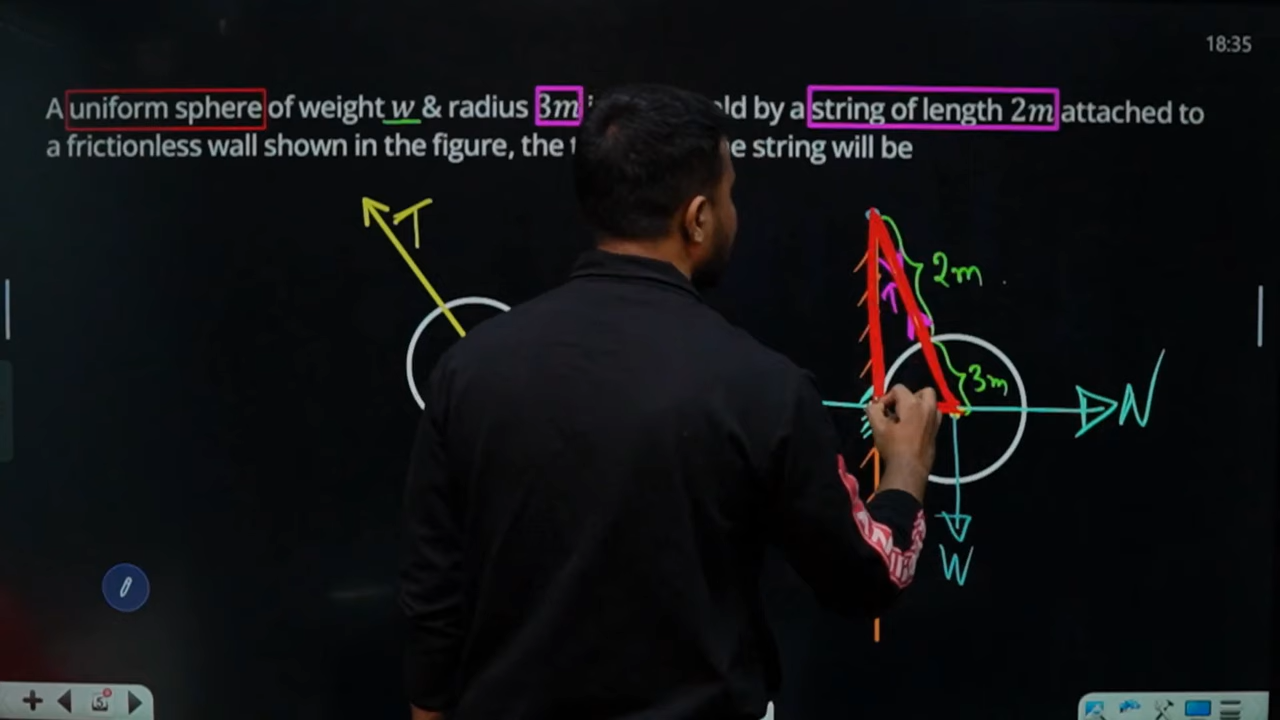 18:35
A uniform sphere of weight w & radius 3m by a string of length 2m attached to
a frictionless wall shown in the figure, the string will be
T
2m
T
3m
N
W